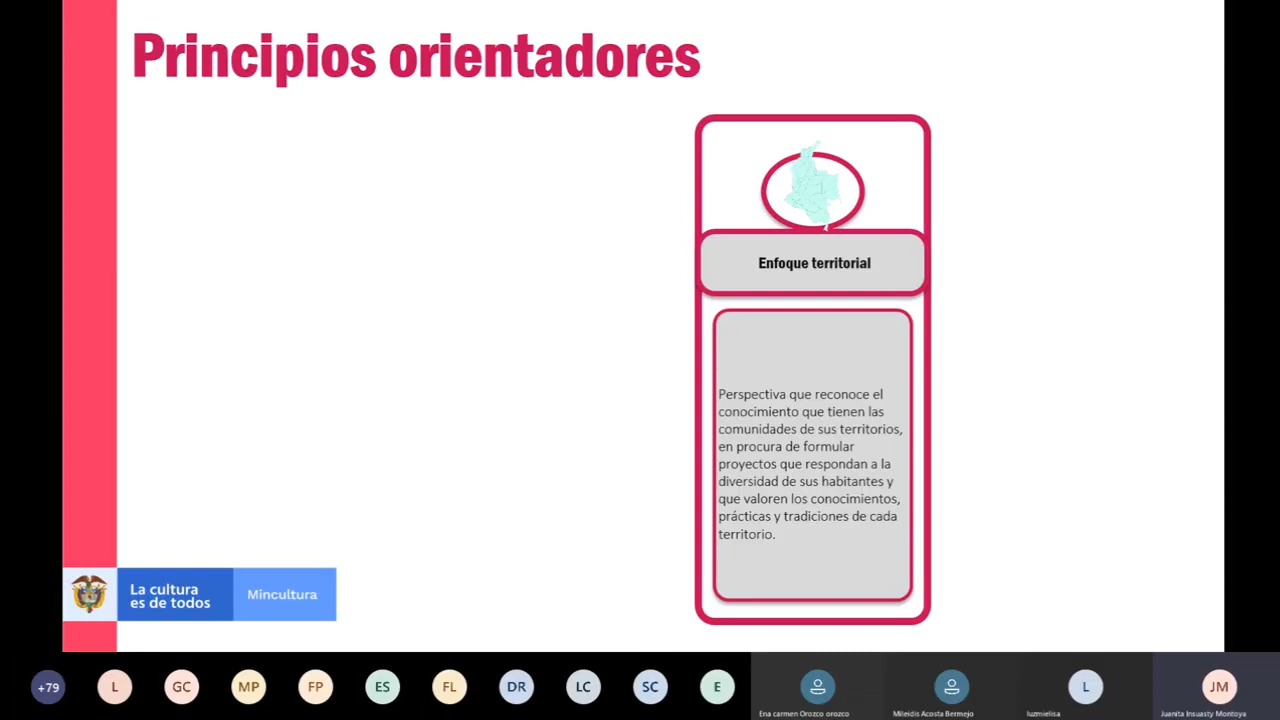 Principios orientadores
Enfoque territorial
Perspectiva que reconoce el
conocimiento que tienen las
comunidades de sus territorios,
en procura de formular
proyectos que respondan a la
diversidad de sus habitantes y
que valoren los conocimientos,
prácticas y tradiciones de cada
territorio.
La cultura
es de todos
Mincultura
+79
L
GC
MP
FP
ES
FL
DR
LC
SC
E
L
JM
Ena carmen Orozco orozco
Mileidis Acosta Bermejo
luzmielisa
Juanita Insuasty Montoya